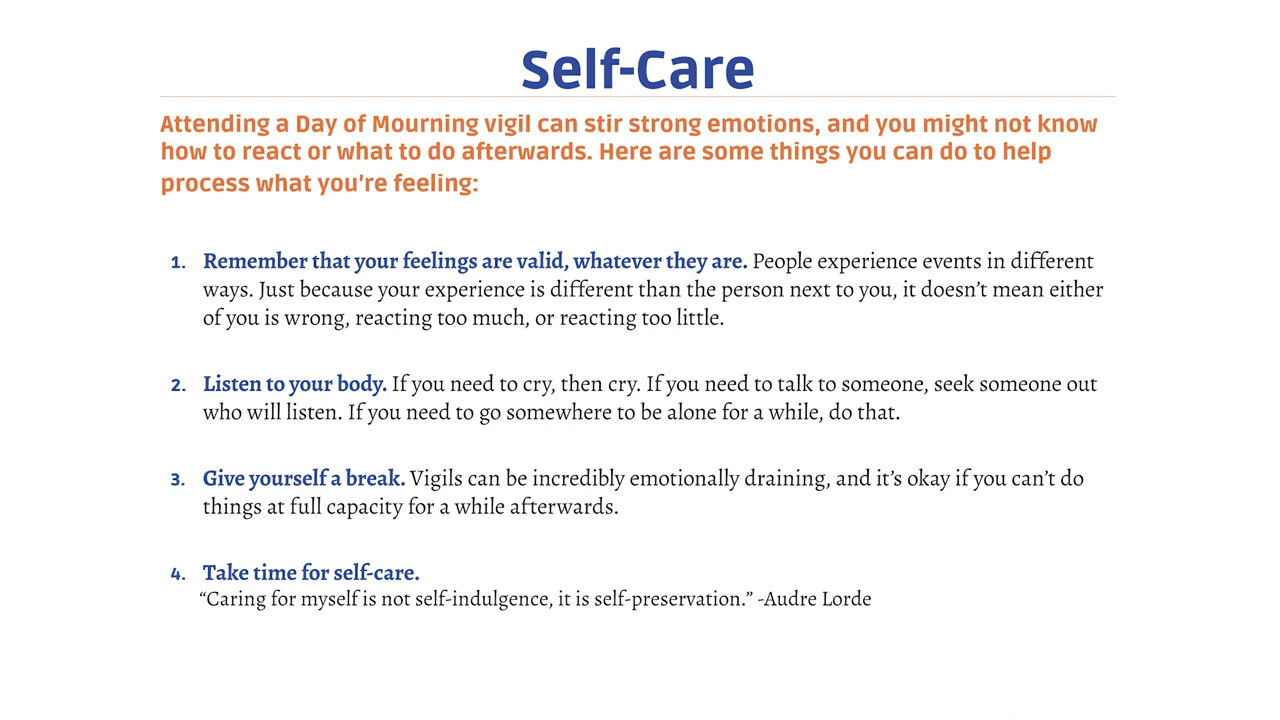 Self-Care
Attending a Day of Mourning vigil can stir strong emotions, and you might not know
how to react or what to do afterwards. Here are some things you can do to help
process what you’re feeling:
1. Remember that your feelings are valid, whatever they are. People experience events in different
ways. Just because your experience is different than the person next to you, it doesn’t mean either
of you is wrong, reacting too much, or reacting too little.
2. Listen to your body. If you need to cry, then cry. If you need to talk to someone, seek someone out
who will listen. If you need to go somewhere to be alone for a while, do that.
3. Give yourself a break. Vigils can be incredibly emotionally draining, and it’s okay if you can’t do
things at full capacity for a while afterwards.
4. Take time for self-care.
“Caring for myself is not self-indulgence, it is self-preservation.” -Audre Lorde